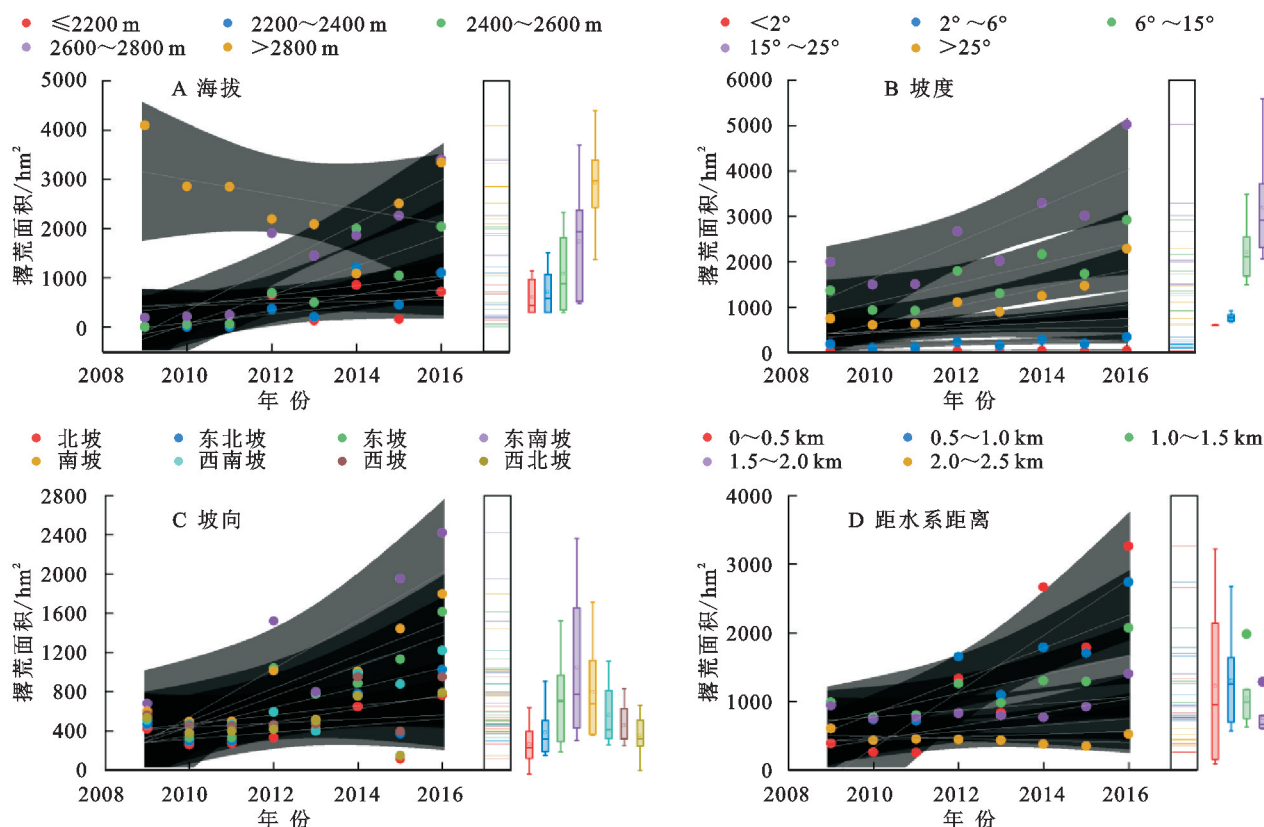 ≤2200 m 2200～2400 m 2400～2600 m
2600～2800 m >2800 m
A 海拔
撂荒面积/hm²
5000
4000
3000
2000
1000
0
2008 2010 2012 2014 2016
年 份
<2° 2°～6° 6°～15°
15°～25° >25°
B 坡度
撂荒面积/hm²
6000
5000
4000
3000
2000
1000
0
2008 2010 2012 2014 2016
年 份
北坡 东北坡 东坡 东南坡
南坡 西南坡 西坡 西北坡
C 坡向
撂荒面积/hm²
2800
2400
2000
1600
1200
800
400
0
2008 2010 2012 2014 2016
年 份
0～0.5 km 0.5～1.0 km 1.0～1.5 km
1.5～2.0 km 2.0～2.5 km
D 距水系距离
撂荒面积/hm²
4000
3000
2000
1000
0
2008 2010 2012 2014 2016
年 份